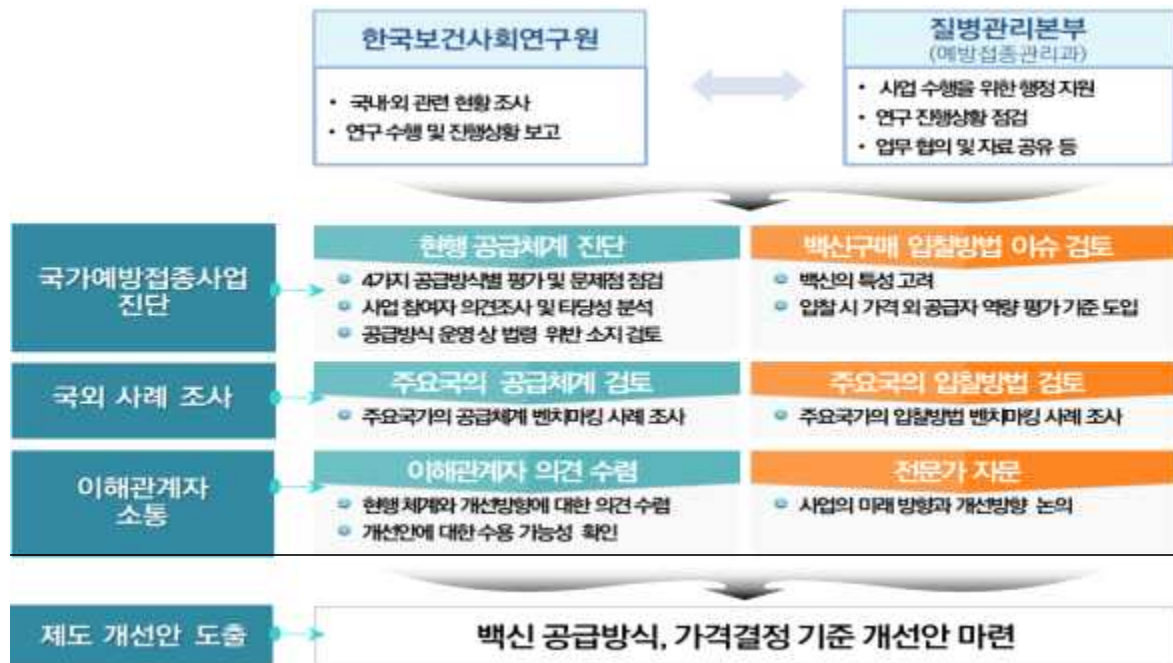 한국보건사회연구원
• 국내·외 관련 현황 조사
• 연구 수행 및 진행상황 보고
질병관리본부
(예방접종관리과)
• 사업 수행을 위한 행정 지원
• 연구 진행상황 점검
• 업무 협의 및 자료 공유 등
국가예방접종사업
진단
현행 공급체계 진단
4가지 공급방식별 평가 및 문제점 점검
사업 참여자 의견조사 및 타당성 분석
공급방식 운영 상 법령 위반 소지 검토
백신구매 입찰방법 이슈 검토
백신의 특성 고려
입찰 시 가격 외 공급자 역량 평가 기준 도입
국외 사례 조사
주요국의 공급체계 검토
주요국가의 공급체계 벤치마킹 사례 조사
주요국의 입찰방법 검토
주요국가의 입찰방법 벤치마킹 사례 조사
이해관계자
소통
이해관계자 의견 수렴
현행 체계와 개선방향에 대한 의견 수렴
개선안에 대한 수용 가능성 확인
전문가 자문
사업의 미래 방향과 개선방향 논의
제도 개선안 도출
백신 공급방식, 가격결정 기준 개선안 마련